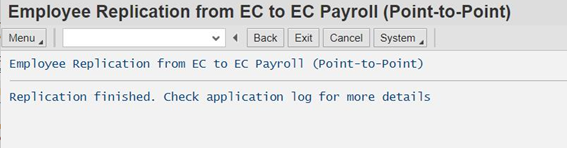 Employee Replication from EC to EC Payroll (Point-to-Point)
Menu Back Exit Cancel System
Employee Replication from EC to EC Payroll (Point-to-Point)
Replication finished. Check application log for more details